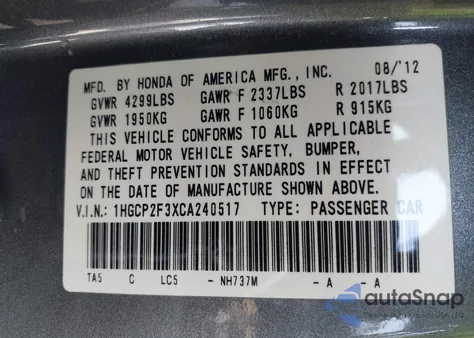 MFD. BY HONDA OF AMERICA MFG., INC. 08/'12
GVWR 4299LBS GAWR F 2337LBS R 2017LBS
GVWR 1950KG GAWR F 1060KG R 915KG
THIS VEHICLE CONFORMS TO ALL APPLICABLE
FEDERAL MOTOR VEHICLE SAFETY, BUMPER,
AND THEFT PREVENTION STANDARDS IN EFFECT
ON THE DATE OF MANUFACTURE SHOWN ABOVE.
V.I.N.: 1HGCP2F3XCA240517 TYPE: PASSENGER CAR
TA5 C LC5 - NH737M - A - A
autoSnap